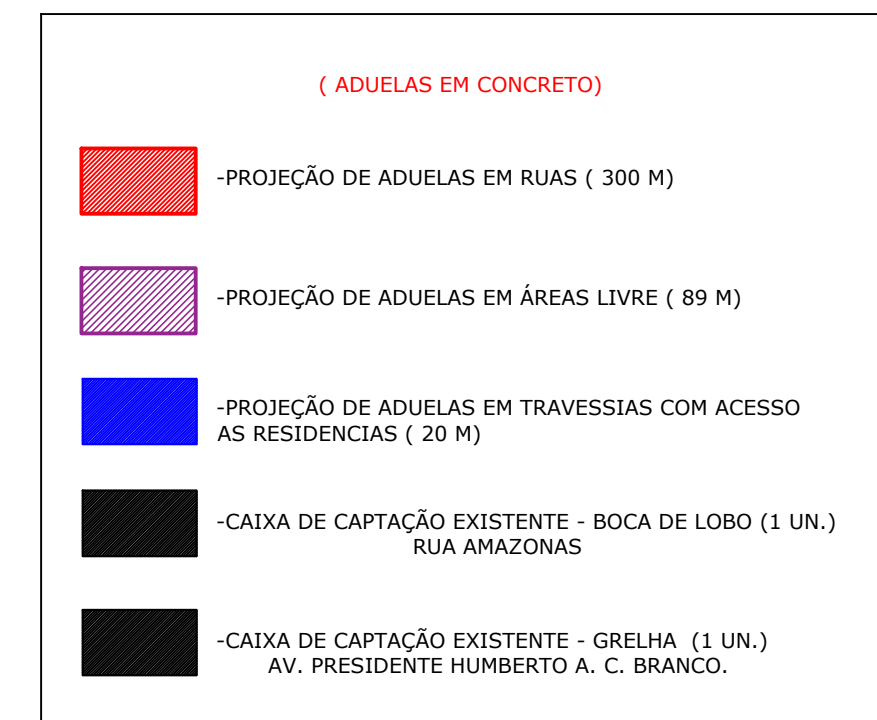 ( ADUELAS EM CONCRETO)
-PROJEÇÃO DE ADUELAS EM RUAS ( 300 M)
-PROJEÇÃO DE ADUELAS EM ÁREAS LIVRE ( 89 M)
-PROJEÇÃO DE ADUELAS EM TRAVESSIAS COM ACESSO
AS RESIDENCIAS ( 20 M)
-CAIXA DE CAPTAÇÃO EXISTENTE - BOCA DE LOBO (1 UN.)
RUA AMAZONAS
-CAIXA DE CAPTAÇÃO EXISTENTE - GRELHA (1 UN.)
AV. PRESIDENTE HUMBERTO A. C. BRANCO.